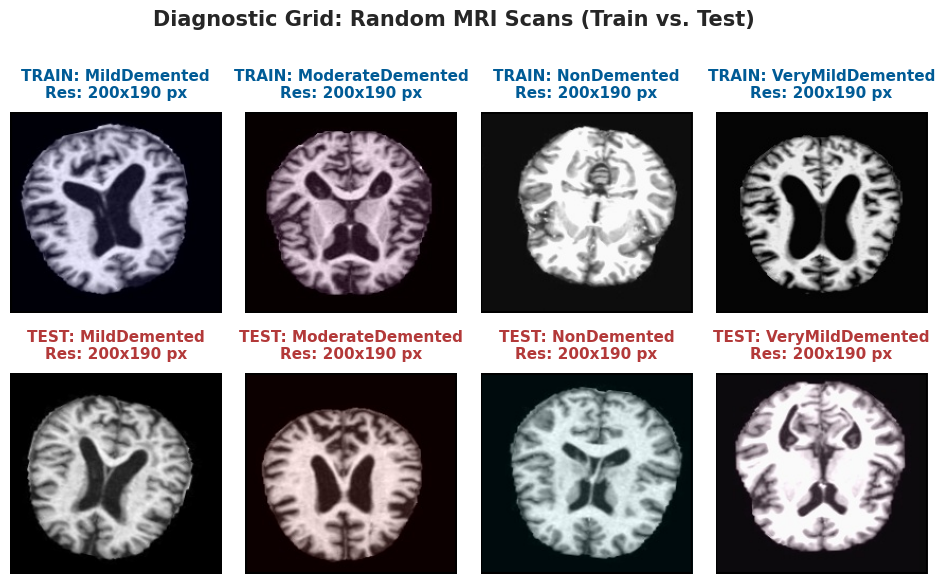 Diagnostic Grid: Random MRI Scans (Train vs. Test)
TRAIN: MildDemented
Res: 200x190 px
TRAIN: ModerateDemented
Res: 200x190 px
TRAIN: NonDemented
Res: 200x190 px
TRAIN: VeryMildDemented
Res: 200x190 px
TEST: MildDemented
Res: 200x190 px
TEST: ModerateDemented
Res: 200x190 px
TEST: NonDemented
Res: 200x190 px
TEST: VeryMildDemented
Res: 200x190 px